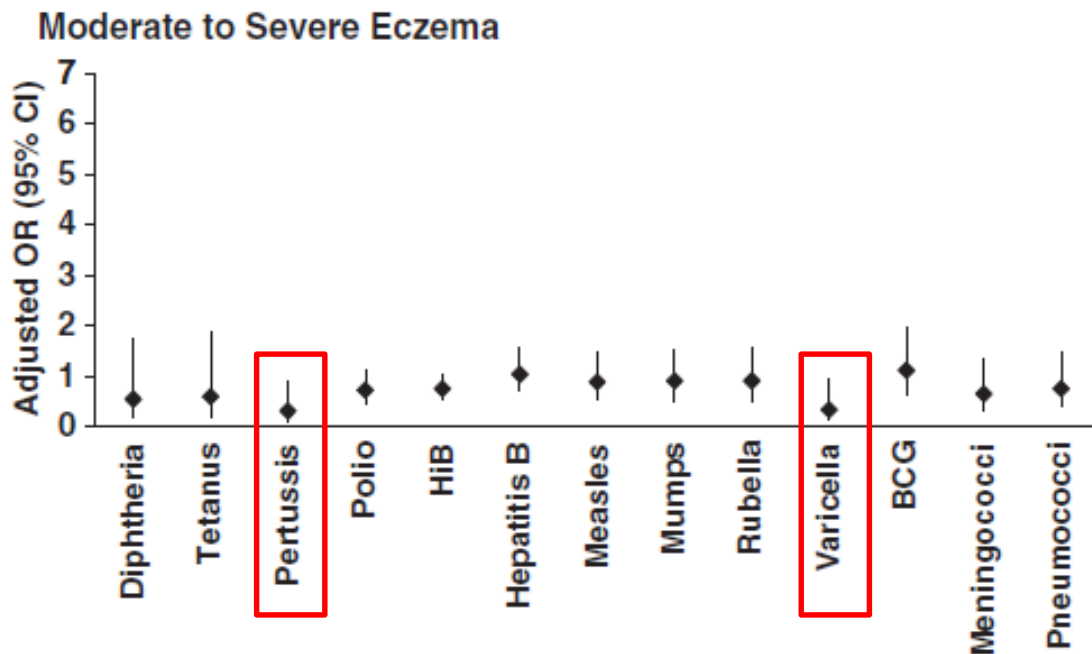 Moderate to Severe Eczema
Adjusted OR (95% CI)
7
6
5
4
3
2
1
0
Diphtheria
Tetanus
Pertussis
Polio
HiB
Hepatitis B
Measles
Mumps
Rubella
Varicella
BCG
Meningococci
Pneumococci